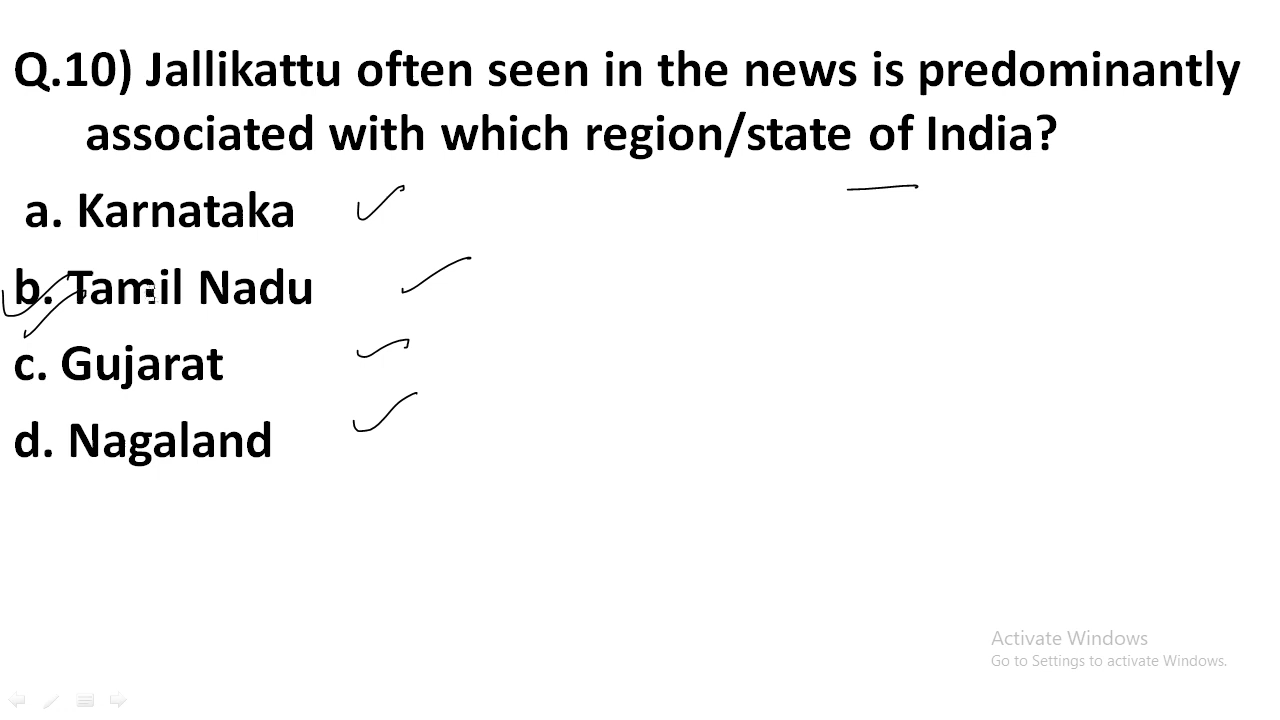 Q.10) Jallikattu often seen in the news is predominantly
associated with which region/state of India?
a. Karnataka
b. Tamil Nadu
c. Gujarat
d. Nagaland
Activate Windows
Go to Settings to activate Windows.